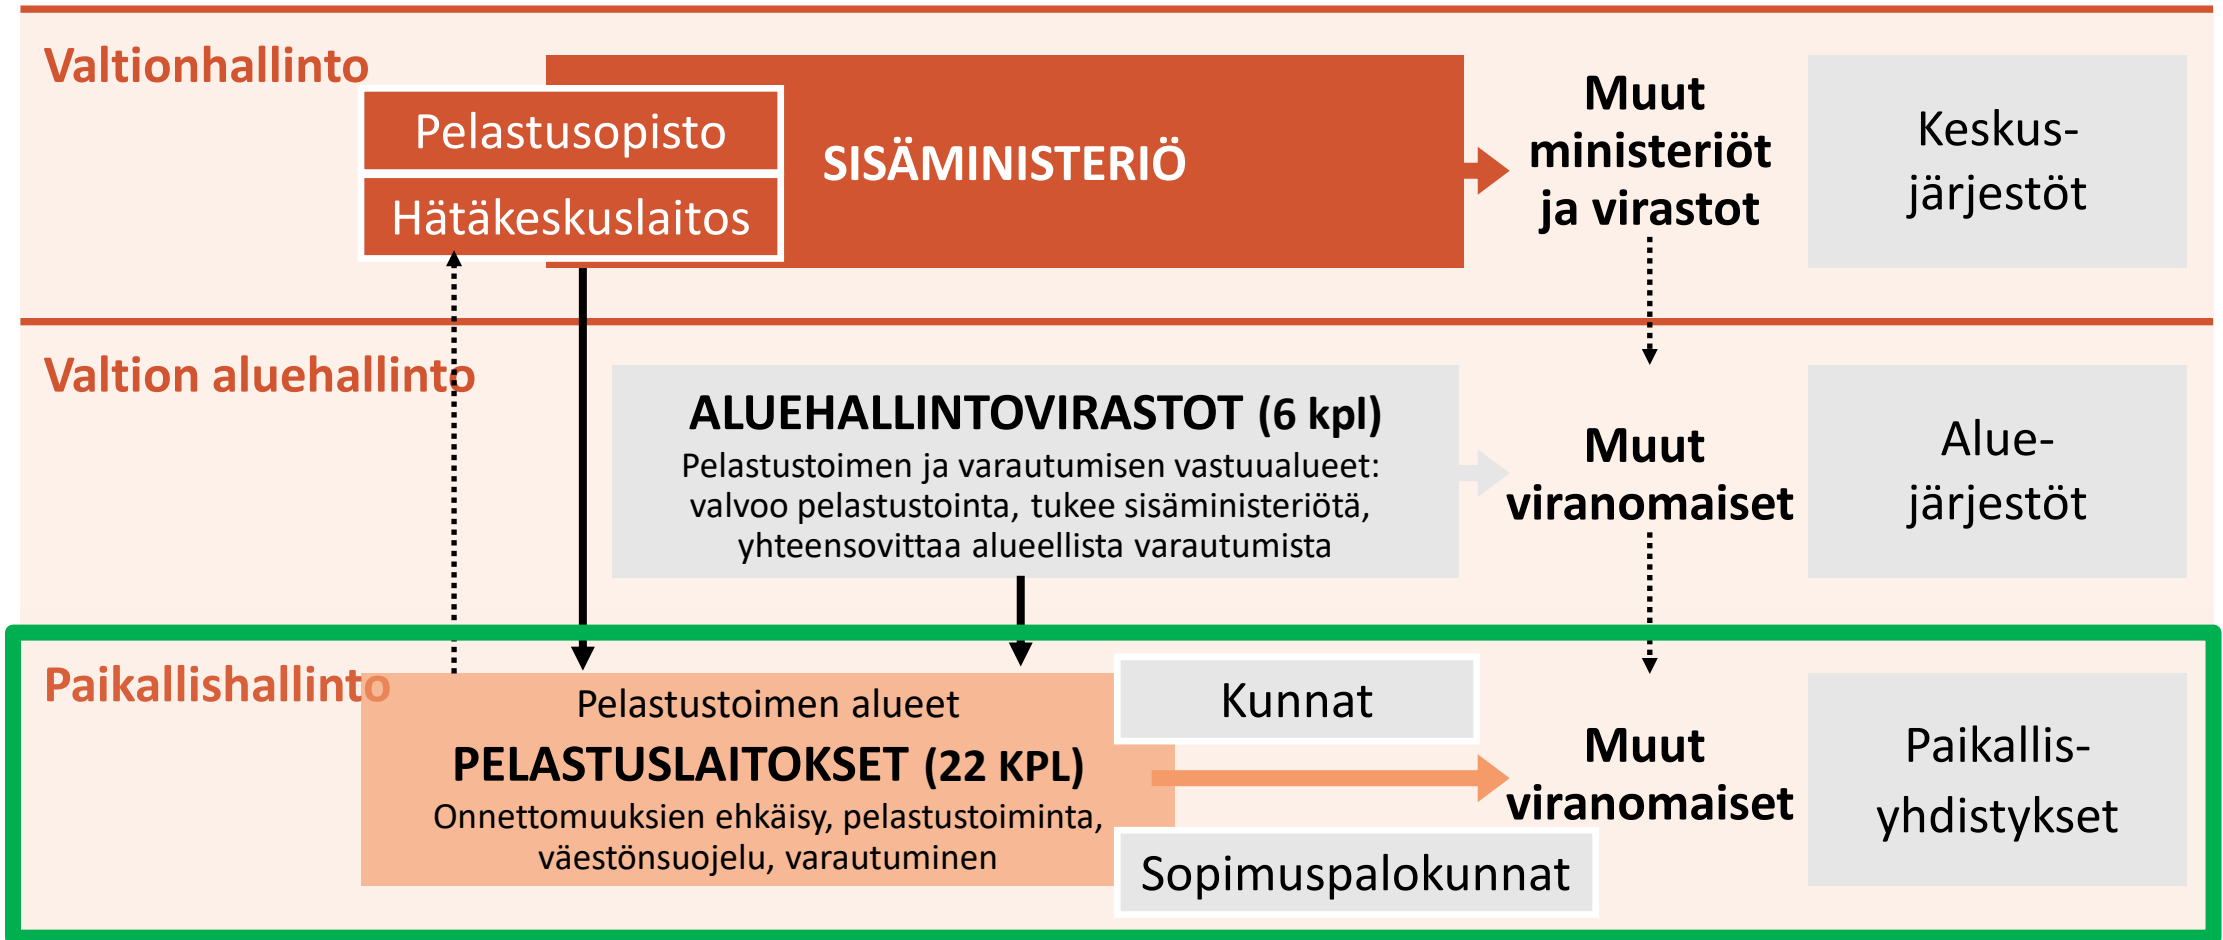 Valtionhallinto
Pelastusopisto
Hätäkeskuslaitos
SISÄMINISTERIÖ
Muut
ministeriöt
ja virastot
Keskus-
järjestöt
Valtion aluehallinto
ALUEHALLINTOVIRASTOT (6 kpl)
Pelastustoimen ja varautumisen vastuualueet:
valvoo pelastustointa, tukee sisäministeriötä,
yhteensovittaa alueellista varautumista
Muut
viranomaiset
Alue-
järjestöt
Paikallishallinto
Pelastustoimen alueet
PELASTUSLAITOKSET (22 KPL)
Onnettomuuksien ehkäisy, pelastustoiminta,
väestönsuojelu, varautuminen
Kunnat
Sopimuspalokunnat
Muut
viranomaiset
Paikallis-
yhdistykset